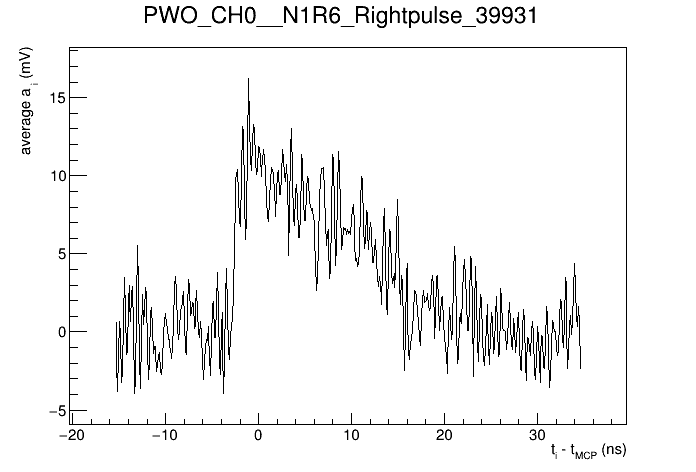 PWO_CH0__N1R6_Rightpulse_39931
average a_i (mV)
15
10
5
0
−5
−20 −10 0 10 20 30
t_i - t_MCP (ns)